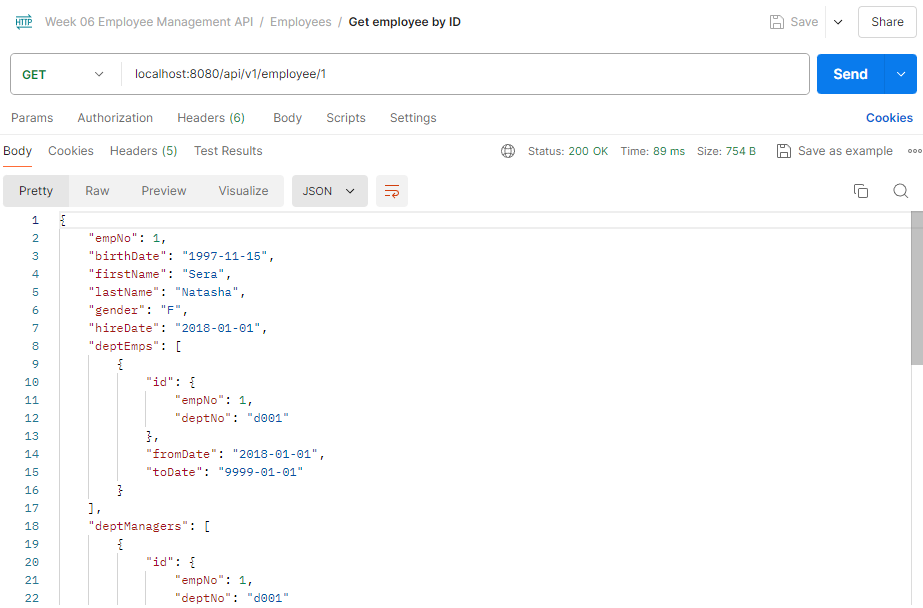 HTTP Week 06 Employee Management API / Employees / Get employee by ID Save Share
GET localhost:8080/api/v1/employee/1 Send
Params Authorization Headers (6) Body Scripts Settings Cookies
Body Cookies Headers (5) Test Results Status: 200 OK Time: 89 ms Size: 754 B Save as example
Pretty Raw Preview Visualize JSON
1 {
2 "empNo": 1,
3 "birthDate": "1997-11-15",
4 "firstName": "Sera",
5 "lastName": "Natasha",
6 "gender": "F",
7 "hireDate": "2018-01-01",
8 "deptEmps": [
9 {
10 "id": {
11 "empNo": 1,
12 "deptNo": "d001"
13 },
14 "fromDate": "2018-01-01",
15 "toDate": "9999-01-01"
16 }
17 ],
18 "deptManagers": [
19 {
20 "id": {
21 "empNo": 1,
22 "deptNo": "d001"